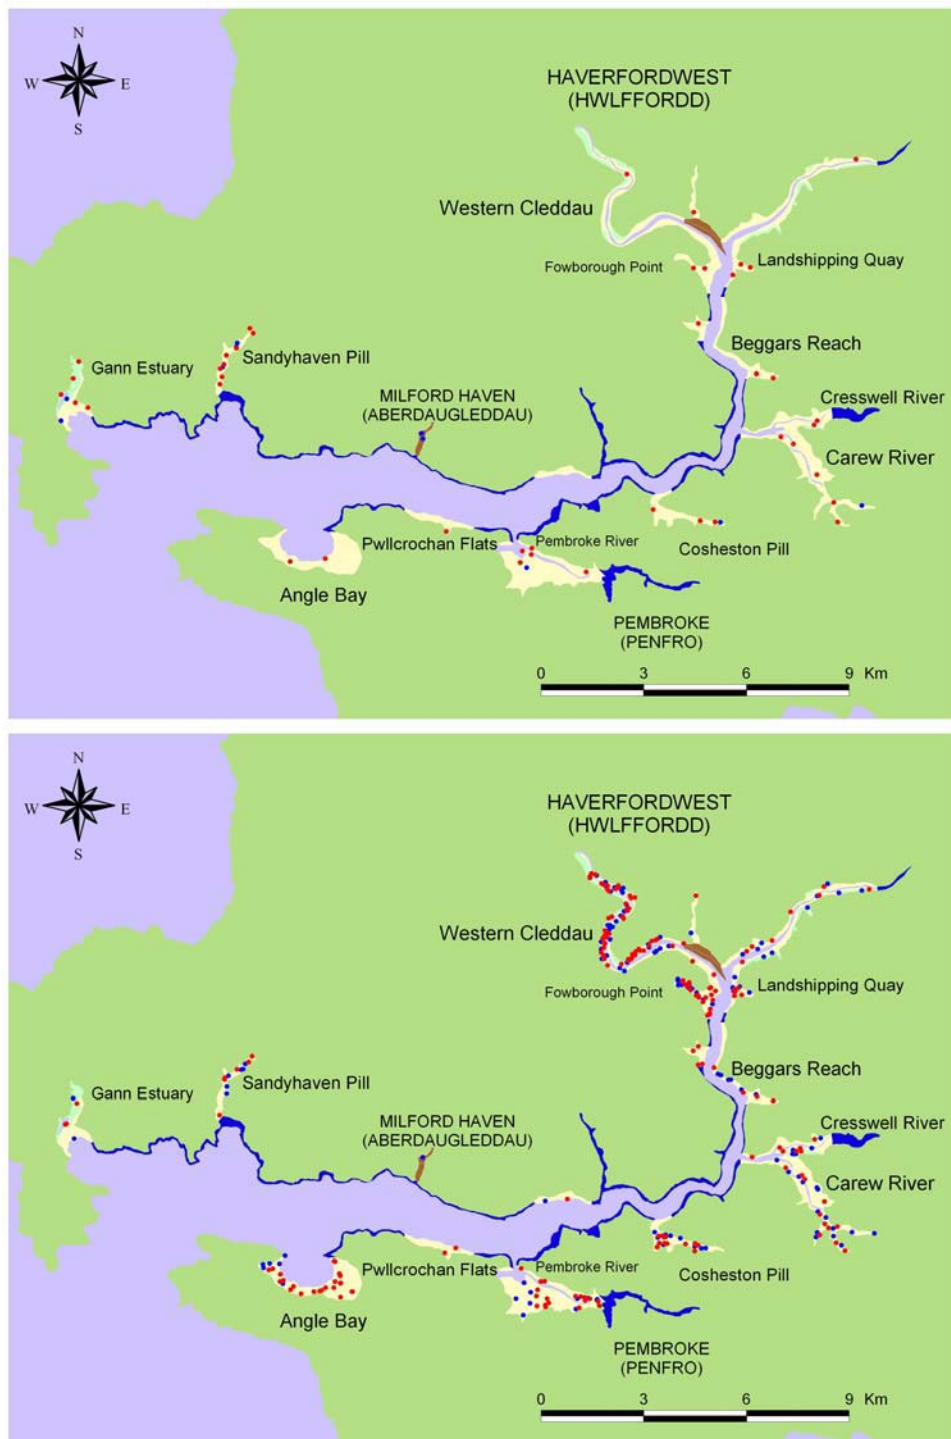 N
W E
S
HAVERFORDWEST
(HWLFFORDD)
Western Cleddau
Fowborough Point
Landshipping Quay
Beggars Reach
Gann Estuary
Sandyhaven Pill
MILFORD HAVEN
(ABERDAUGLEDDAU)
Cresswell River
Carew River
Pwllcrochan Flats
Pembroke River
Cosheston Pill
Angle Bay
PEMBROKE
(PENFRO)
0 3 6 9 Km
N
W E
S
HAVERFORDWEST
(HWLFFORDD)
Western Cleddau
Fowborough Point
Landshipping Quay
Beggars Reach
Gann Estuary
Sandyhaven Pill
MILFORD HAVEN
(ABERDAUGLEDDAU)
Cresswell River
Carew River
Pwllcrochan Flats
Pembroke River
Cosheston Pill
Angle Bay
PEMBROKE
(PENFRO)
0 3 6 9 Km